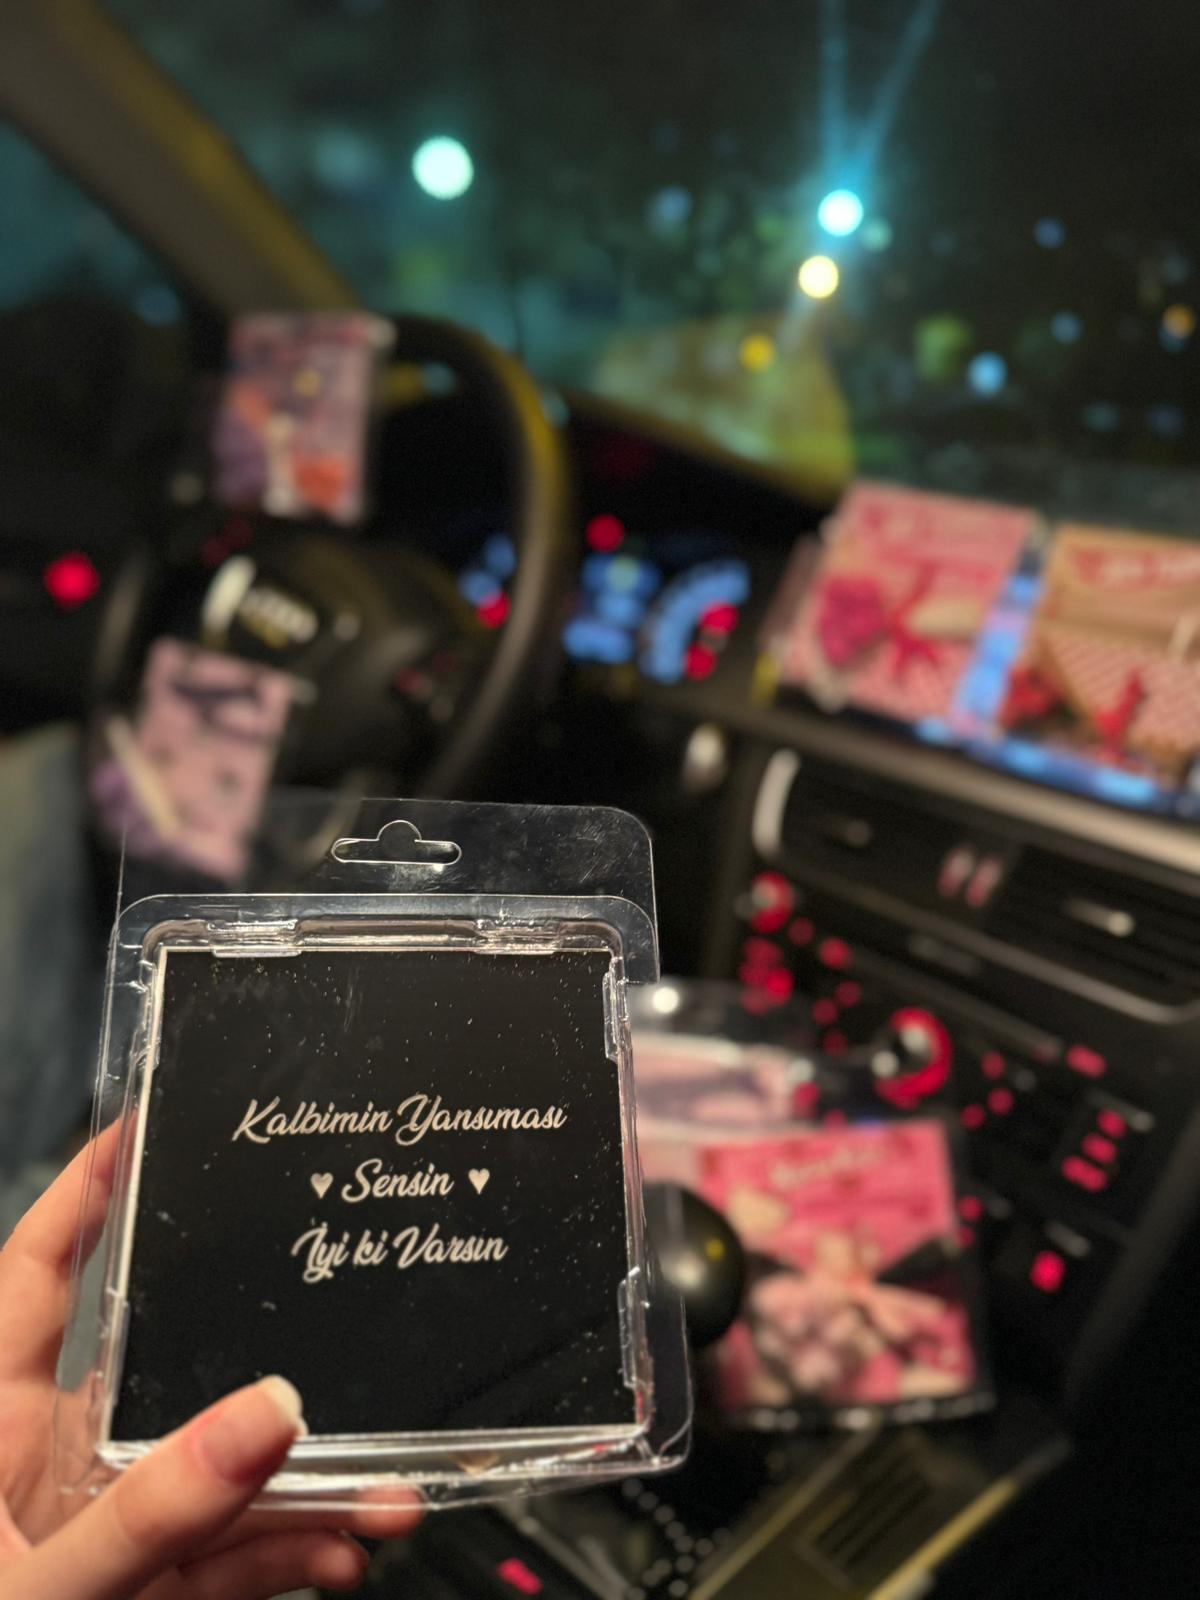 Kalbimin Yansıması
♥ Sensin ♥
İyi ki Varsın